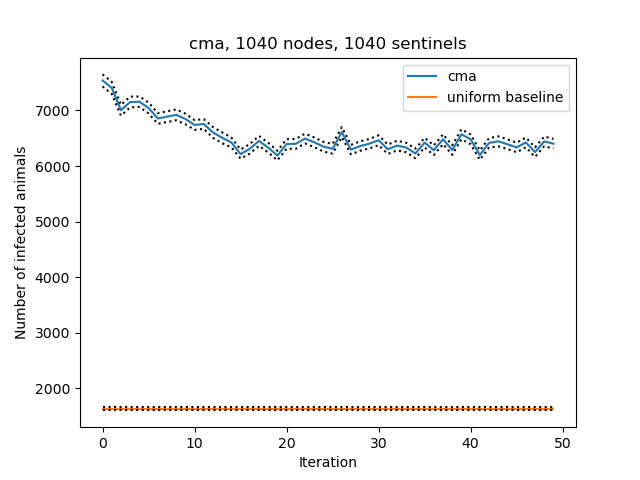 cma, 1040 nodes, 1040 sentinels
cma
uniform baseline
Number of infected animals
7000
6000
5000
4000
3000
2000
0 10 20 30 40 50
Iteration